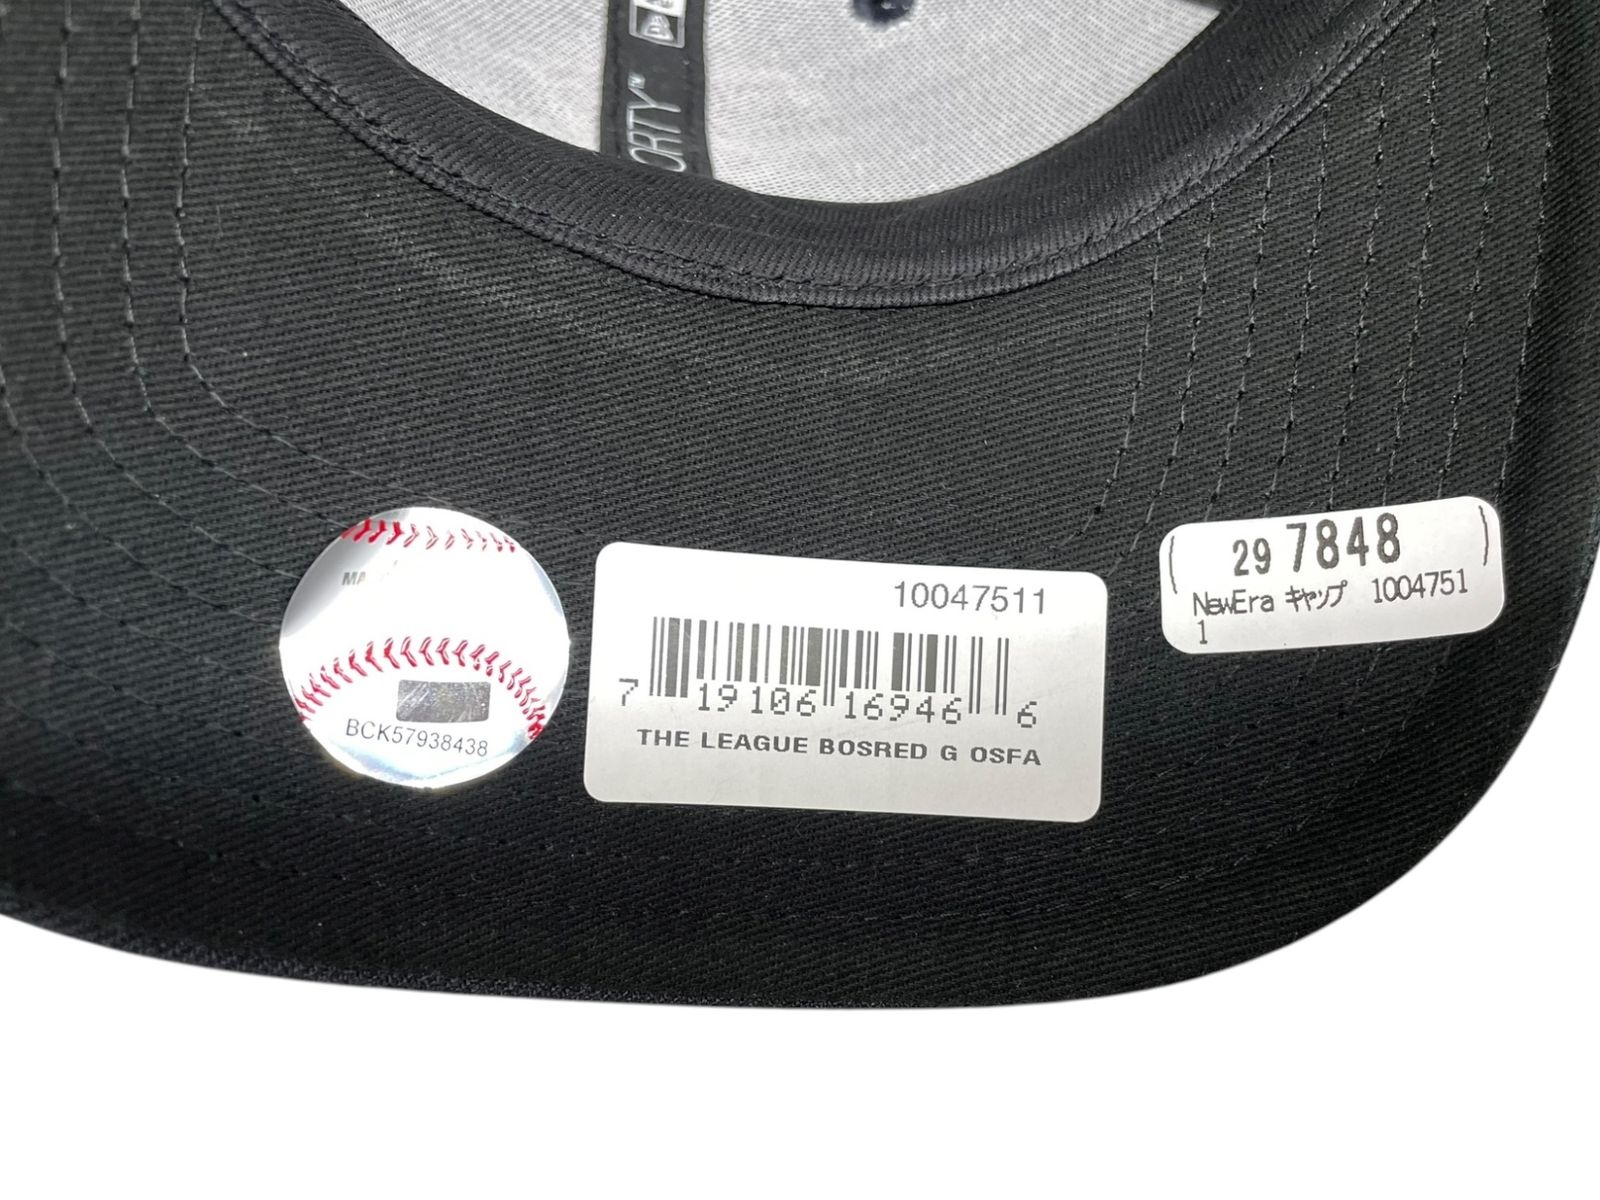 ORTY™
BCK57938438
10047511
7 19106 16946 6
THE LEAGUE BOSRED G OSFA
29 7848
NewEra ｷｬｯﾌﾟ 1004751
1